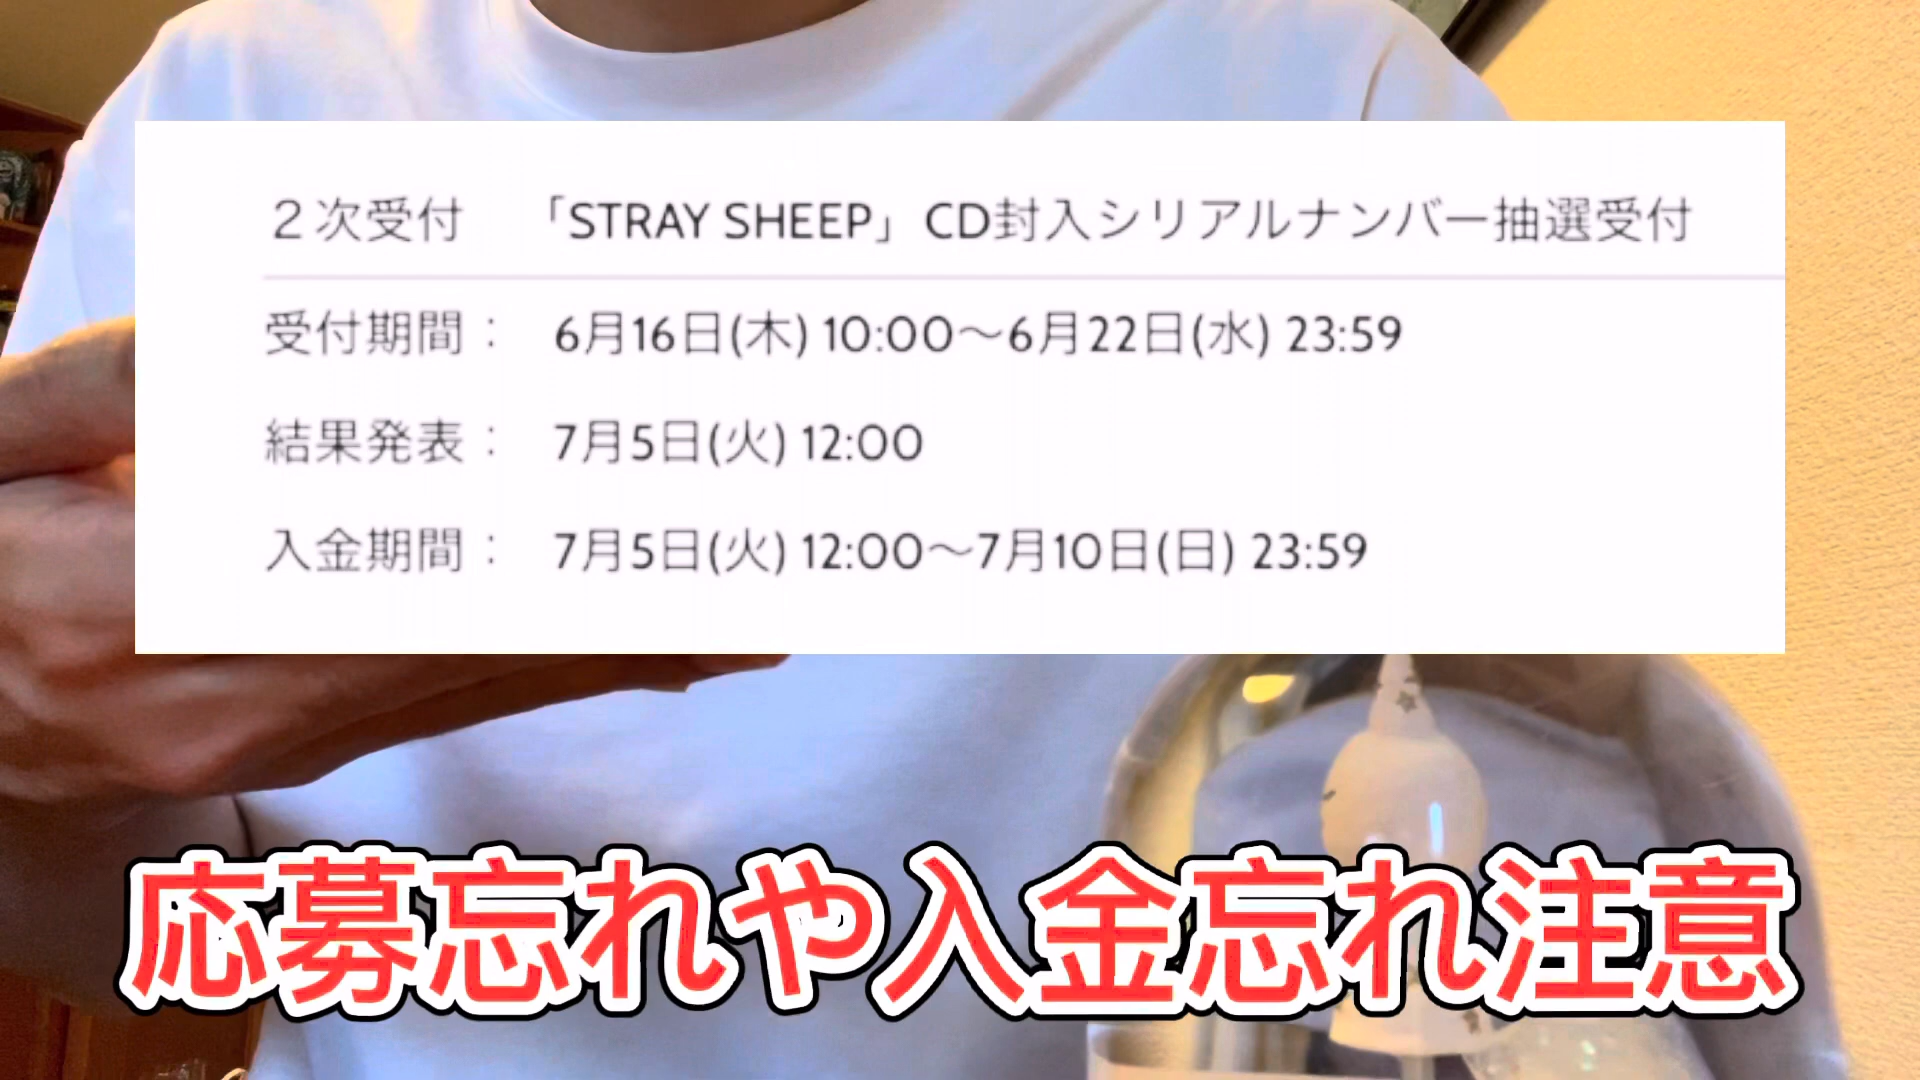 2次受付 「STRAY SHEEP」CD封入シリアルナンバー抽選受付
受付期間： 6月16日(木) 10:00～6月22日(水) 23:59
結果発表： 7月5日(火) 12:00
入金期間： 7月5日(火) 12:00～7月10日(日) 23:59
応募忘れや入金忘れ注意